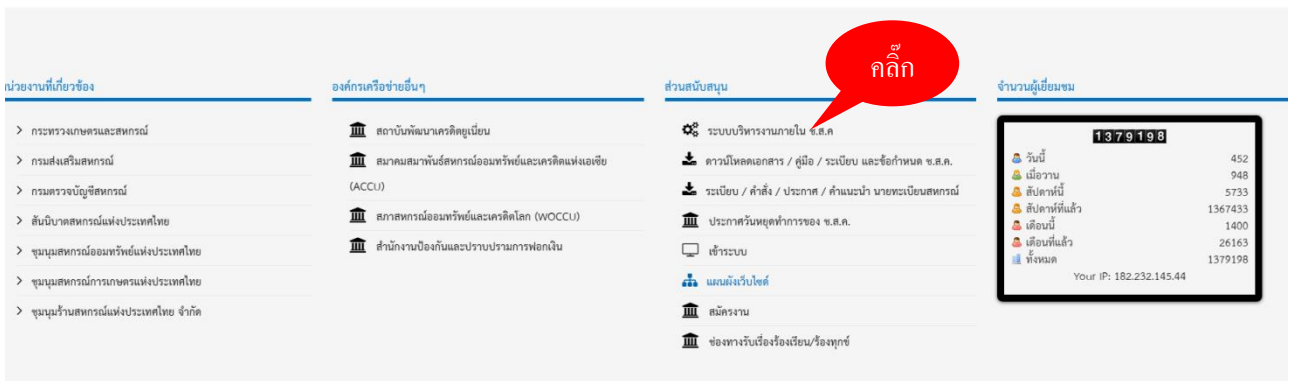 คลิ๊ก
น่วยงานที่เกี่ยวข้อง
กระทรวงเกษตรและสหกรณ์
กรมส่งเสริมสหกรณ์
กรมตรวจบัญชีสหกรณ์
สันนิบาตสหกรณ์แห่งประเทศไทย
ชุมนุมสหกรณ์ออมทรัพย์แห่งประเทศไทย
ชุมนุมสหกรณ์การเกษตรแห่งประเทศไทย
ชุมนุมร้านสหกรณ์แห่งประเทศไทย จำกัด
องค์กรเครือข่ายอื่นๆ
สถาบันพัฒนาเครดิตยูเนี่ยน
สมาคมสมาพันธ์สหกรณ์ออมทรัพย์และเครดิตแห่งเอเซีย
(ACCU)
สภาสหกรณ์ออมทรัพย์และเครดิตโลก (WOCCU)
สำนักงานป้องกันและปราบปรามการฟอกเงิน
ส่วนสนับสนุน
ระบบบริหารงานภายใน ช.ส.ค
ดาวน์โหลดเอกสาร / คู่มือ / ระเบียบ และข้อกำหนด ช.ส.ค.
ระเบียบ / คำสั่ง / ประกาศ / คำแนะนำ นายทะเบียนสหกรณ์
ประกาศวันหยุดทำการของ ช.ส.ค.
เข้าระบบ
แผนผังเว็บไซต์
สมัครงาน
ช่องทางรับเรื่องร้องเรียน/ร้องทุกข์
จำนวนผู้เยี่ยมชม
1379198
วันนี้ 452
เมื่อวาน 948
สัปดาห์นี้ 5733
สัปดาห์ที่แล้ว 1367433
เดือนนี้ 1400
เดือนที่แล้ว 26163
ทั้งหมด 1379198
Your IP: 182.232.145.44